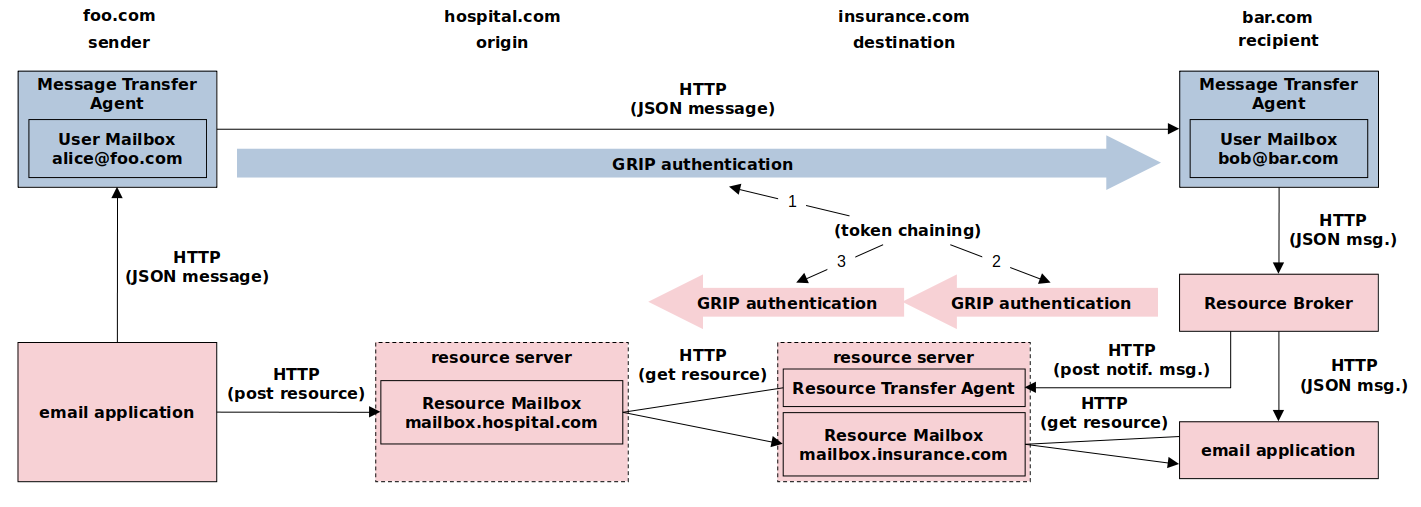 foo.com
sender
hospital.com
origin
insurance.com
destination
bar.com
recipient
Message Transfer
Agent
User Mailbox
alice@foo.com
HTTP
(JSON message)
Message Transfer
Agent
User Mailbox
bob@bar.com
GRIP authentication
1
(token chaining)
3
2
HTTP
(JSON message)
HTTP
(JSON msg.)
GRIP authentication
GRIP authentication
Resource Broker
email application
HTTP
(post resource)
resource server
Resource Mailbox
mailbox.hospital.com
HTTP
(get resource)
resource server
Resource Transfer Agent
Resource Mailbox
mailbox.insurance.com
HTTP
(post notif. msg.)
HTTP
(get resource)
HTTP
(JSON msg.)
email application